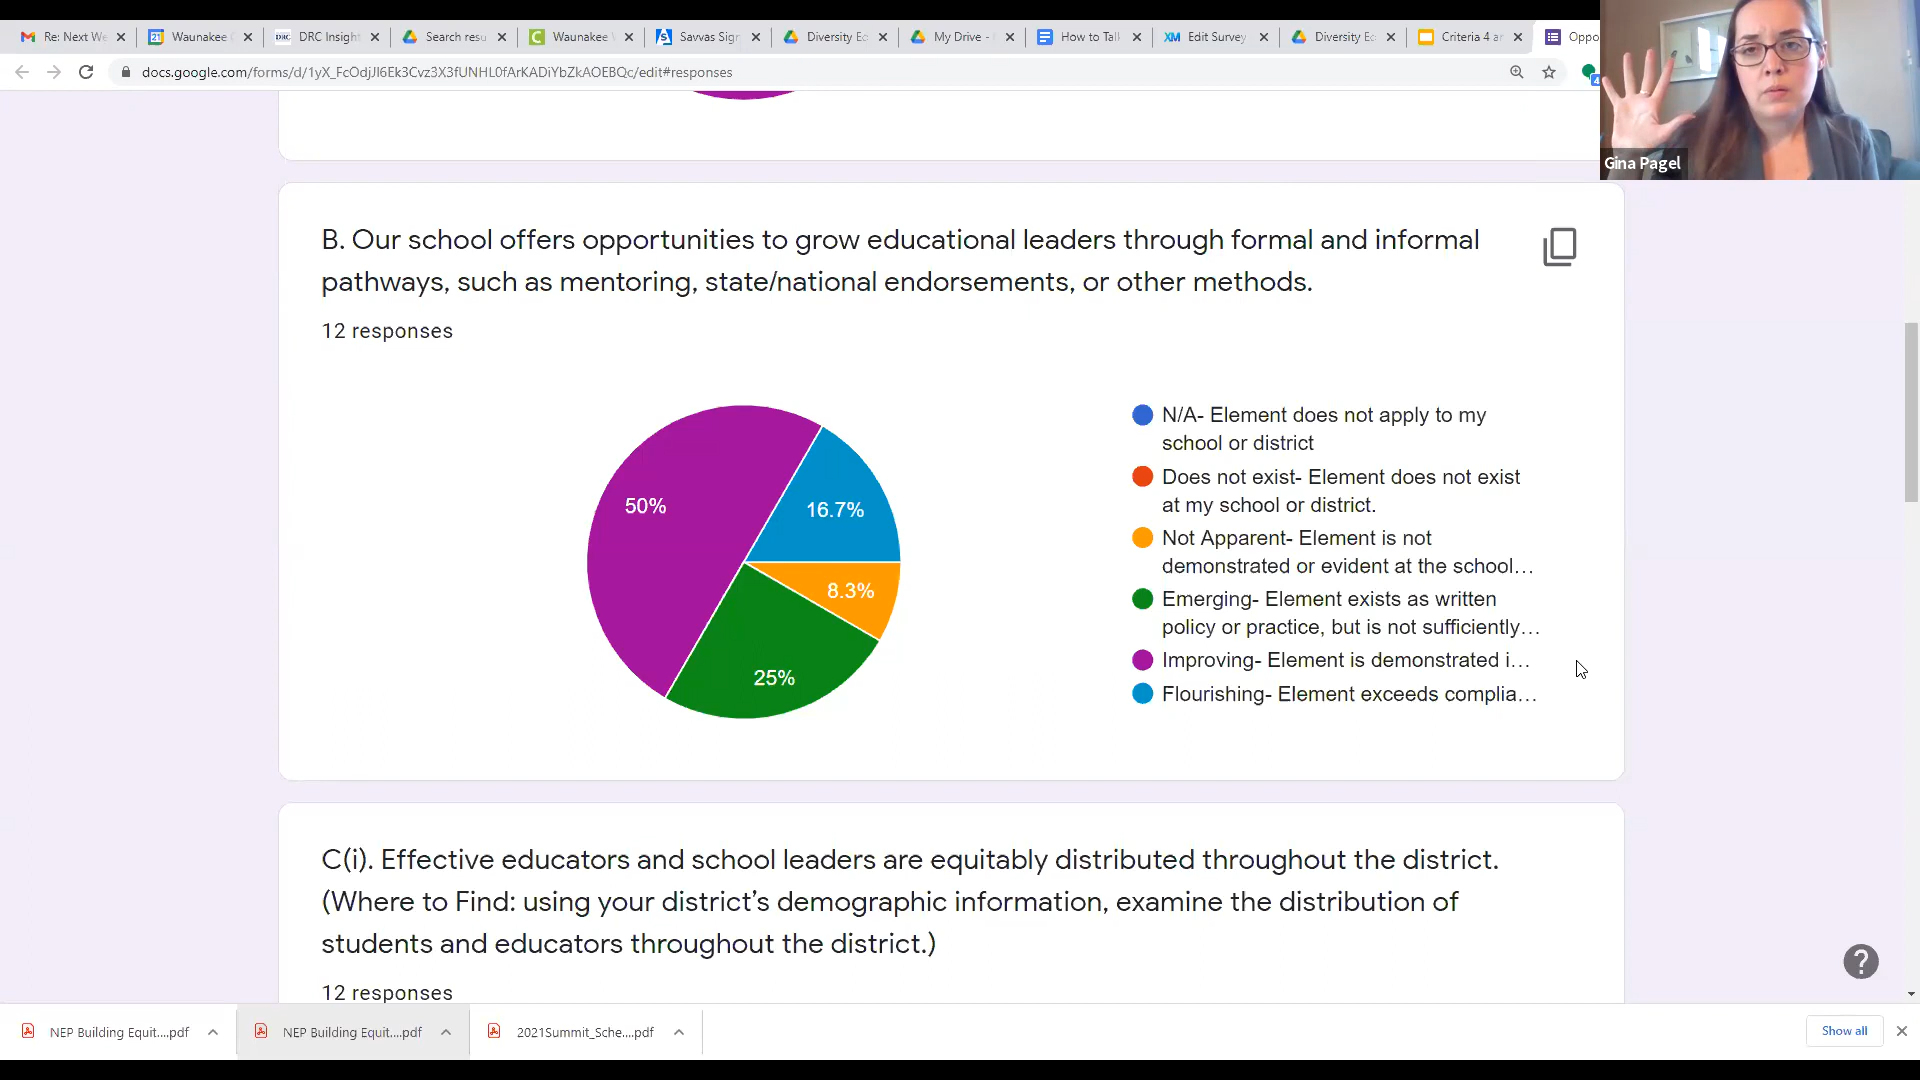 Re: Next We
Waunakee
DRC Insight
Search resu
Waunakee
Savvas Sign
Diversity Ec
My Drive -
How to Talk
Edit Survey
Diversity Ec
Criteria 4 an
Oppo
docs.google.com/forms/d/1yX_FcOdjJI6Ek3Cvz3X3fUNHL0fArKADiYbZkAOEBQc/edit#responses
Gina Pagel
B. Our school offers opportunities to grow educational leaders through formal and informal
pathways, such as mentoring, state/national endorsements, or other methods.
12 responses
50%
16.7%
8.3%
25%
N/A- Element does not apply to my
school or district
Does not exist- Element does not exist
at my school or district.
Not Apparent- Element is not
demonstrated or evident at the school…
Emerging- Element exists as written
policy or practice, but is not sufficiently…
Improving- Element is demonstrated i…
Flourishing- Element exceeds complia…
C(i). Effective educators and school leaders are equitably distributed throughout the district.
(Where to Find: using your district’s demographic information, examine the distribution of
students and educators throughout the district.)
12 responses
NEP Building Equit....pdf
NEP Building Equit....pdf
2021Summit_Sche....pdf
Show all